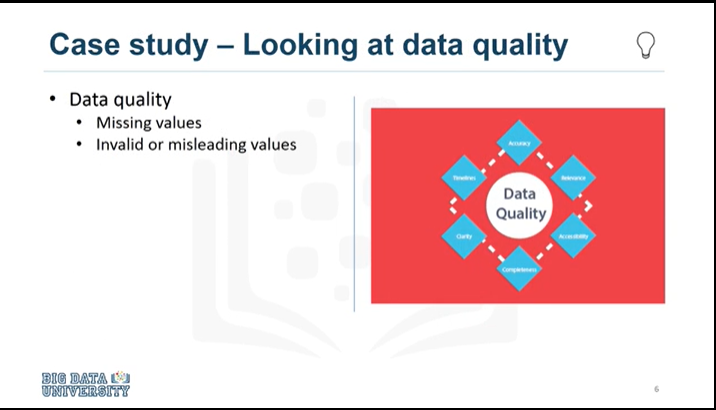 Case study – Looking at data quality
• Data quality
• Missing values
• Invalid or misleading values
Accuracy
Timelines
Relevance
Data
Quality
Clarity
Accessibility
Completeness
BIG DATA
UNIVERSITY
6